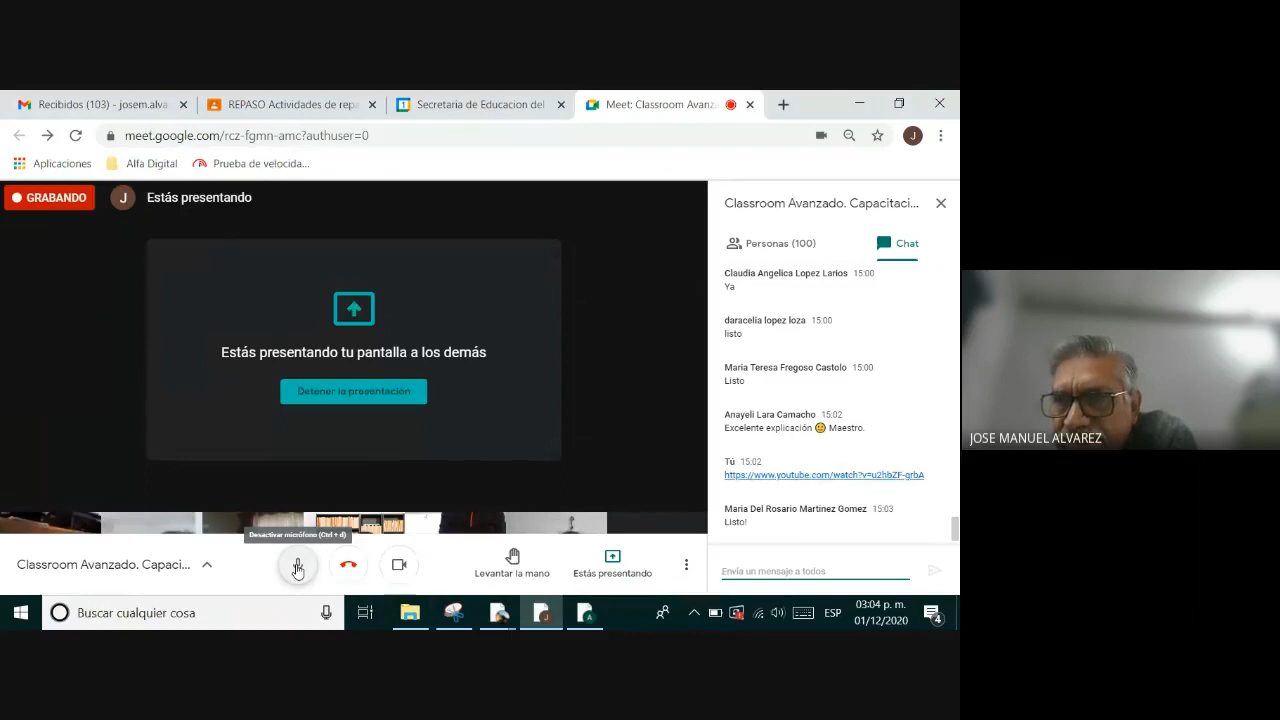 Recibidos (103) - josem.alva
REPASO Actividades de repa
Secretaria de Educacion del
Meet: Classroom Avanza
meet.google.com/rcz-fgmn-amc?authuser=0
J
Aplicaciones
Alfa Digital
Prueba de velocida...
GRABANDO
J
Estás presentando
Estás presentando tu pantalla a los demás
Detener la presentación
Classroom Avanzado. Capacitaci...
Personas (100)
Chat
Claudia Angelica Lopez Larios 15:00
Ya
daracelia lopez loza 15:00
listo
Maria Teresa Fregoso Castolo 15:00
Listo
Anayeli Lara Camacho 15:02
Excelente explicación 🙂 Maestro.
Tú 15:02
https://www.youtube.com/watch?v=u2hbZF-grbA
Maria Del Rosario Martinez Gomez 15:03
Listo!
Envía un mensaje a todos
Desactivar micrófono (Ctrl + d)
Classroom Avanzado. Capaci...
Levantar la mano
Estás presentando
Buscar cualquier cosa
ESP
03:04 p. m.
01/12/2020
4
JOSE MANUEL ALVAREZ